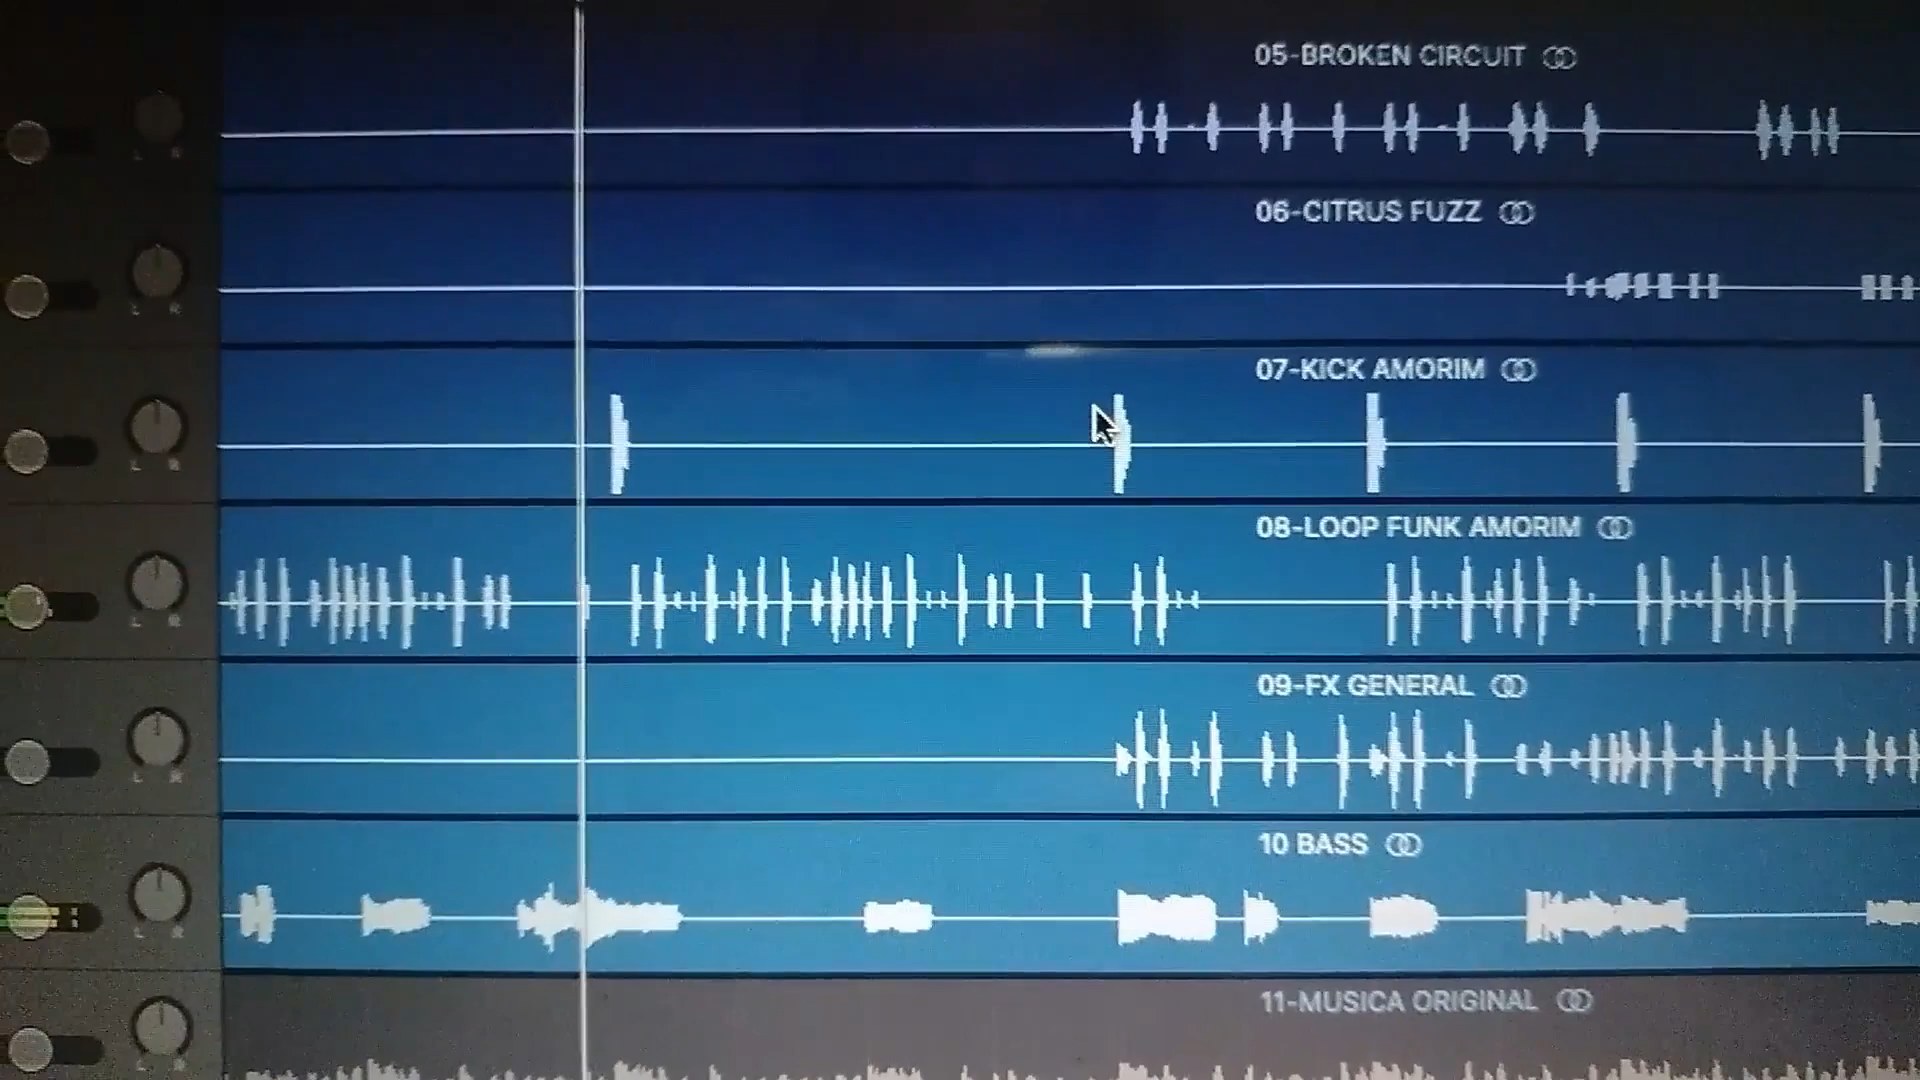 05-BROKEN CIRCUIT
L R
06-CITRUS FUZZ
L R
07-KICK AMORIM
L R
08-LOOP FUNK AMORIM
L R
09-FX GENERAL
L R
10 BASS
L R
11-MUSICA ORIGINAL
L R